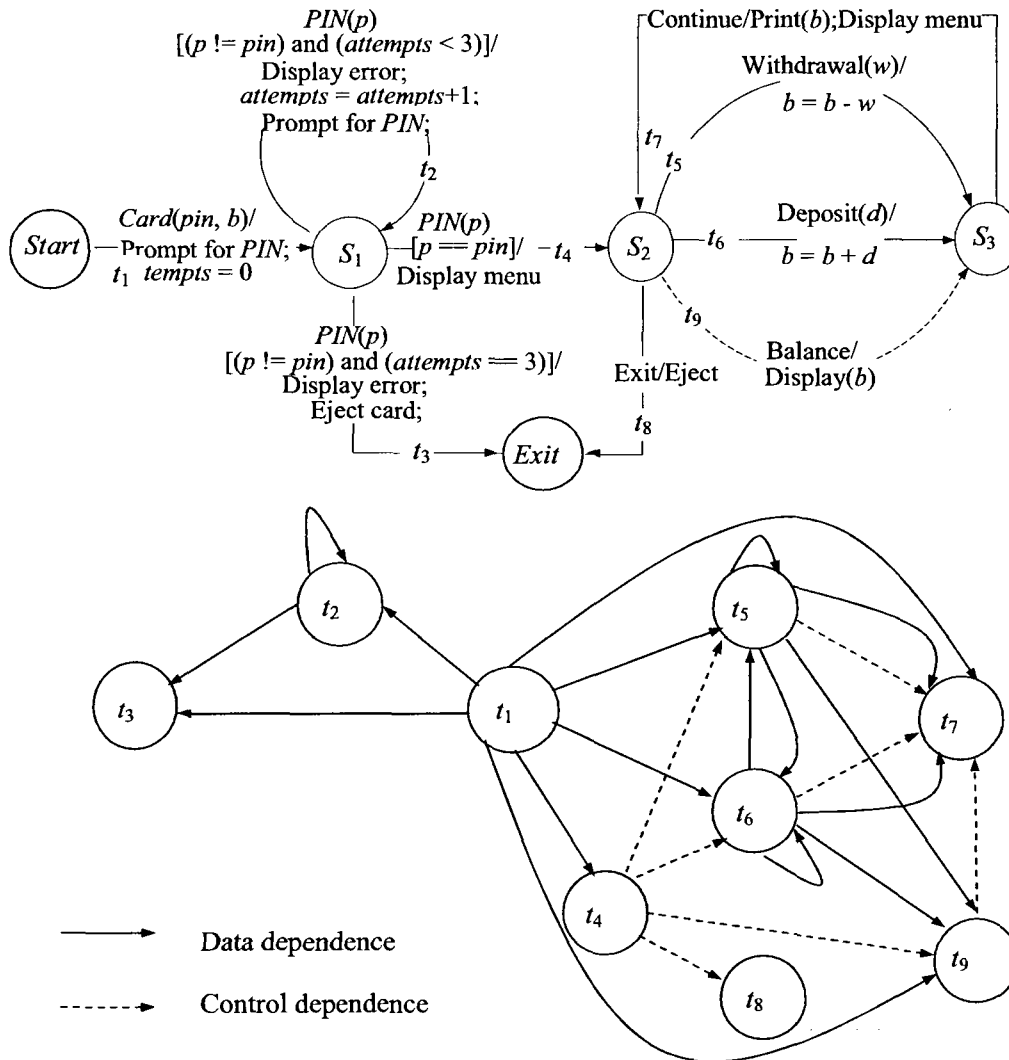 PIN(p)
[(p != pin) and (attempts < 3)]/
Display error;
attempts = attempts+1;
Prompt for PIN;
t2
Continue/Print(b);Display menu
Withdrawal(w)/
b = b - w
t7
t5
Start
Card(pin, b)/
Prompt for PIN;
t1 tempts = 0
S1
PIN(p)
[p == pin]/
Display menu
t4
S2
t6
Deposit(d)/
b = b + d
S3
t9
Balance/
Display(b)
PIN(p)
[(p != pin) and (attempts == 3)]/
Display error;
Eject card;
t3
Exit/Eject
t8
Exit
t2
t5
t3
t1
t7
t6
t4
t9
t8
Data dependence
Control dependence